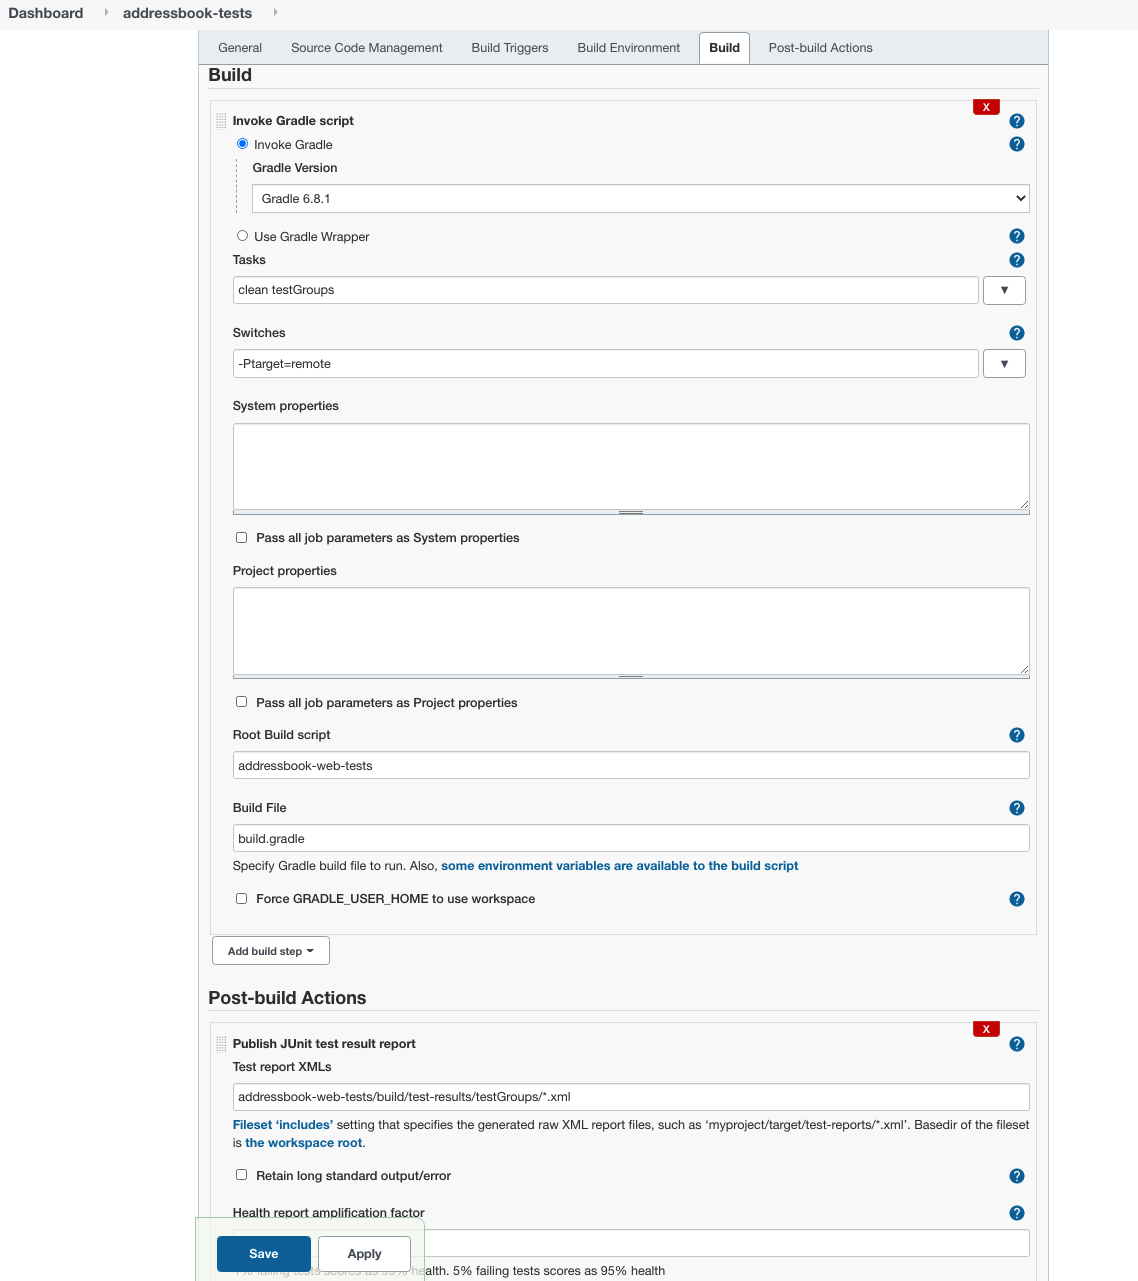 Dashboard addressbook-tests
General Source Code Management Build Triggers Build Environment Build Post-build Actions
Build
X
Invoke Gradle script ?
Invoke Gradle ?
Gradle Version
Gradle 6.8.1
Use Gradle Wrapper ?
Tasks ?
clean testGroups ▼
Switches ?
-Ptarget=remote ▼
System properties
Pass all job parameters as System properties
Project properties
Pass all job parameters as Project properties
Root Build script ?
addressbook-web-tests
Build File ?
build.gradle
Specify Gradle build file to run. Also, some environment variables are available to the build script
Force GRADLE_USER_HOME to use workspace ?
Add build step
Post-build Actions
X
Publish JUnit test result report ?
Test report XMLs
addressbook-web-tests/build/test-results/testGroups/*.xml
Fileset ‘includes’ setting that specifies the generated raw XML report files, such as ‘myproject/target/test-reports/*.xml’. Basedir of the fileset
is the workspace root.
Retain long standard output/error ?
Health report amplification factor ?
Save Apply
1% failing tests scores as 99% health. 5% failing tests scores as 95% health